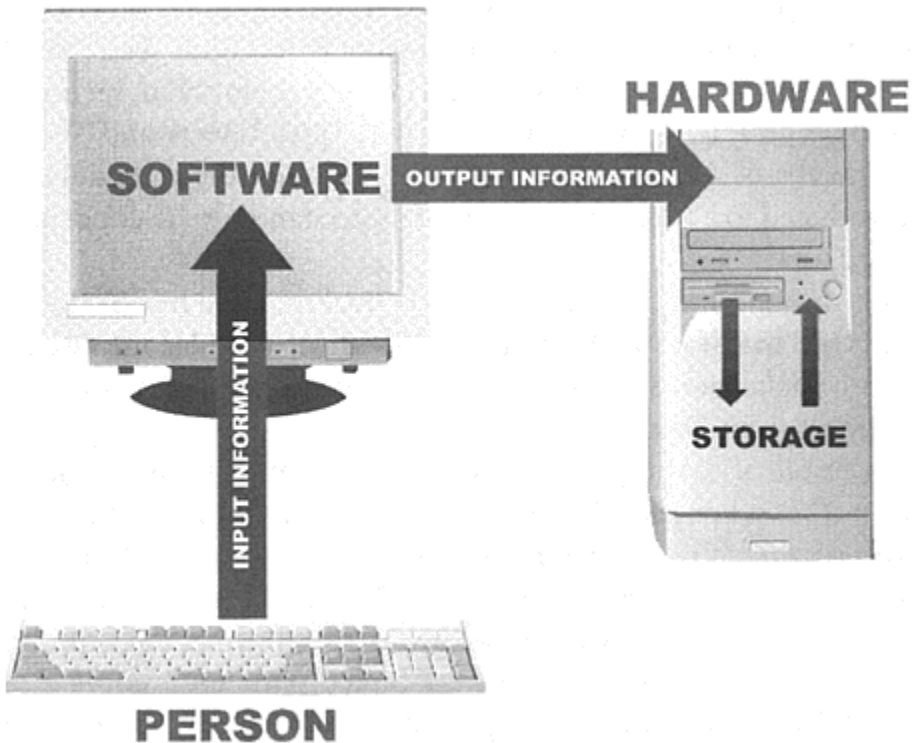 HARDWARE
SOFTWARE
OUTPUT INFORMATION
INPUT INFORMATION
STORAGE
PERSON